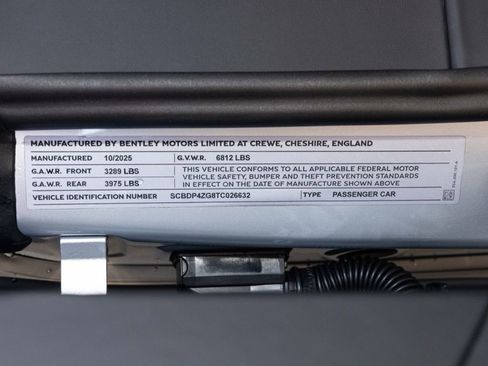 MANUFACTURED BY BENTLEY MOTORS LIMITED AT CREWE, CHESHIRE, ENGLAND
MANUFACTURED 10/2025 G.V.W.R. 6812 LBS
G.A.W.R. FRONT 3289 LBS
G.A.W.R. REAR 3975 LBS
THIS VEHICLE CONFORMS TO ALL APPLICABLE FEDERAL MOTOR
VEHICLE SAFETY, BUMPER AND THEFT PREVENTION STANDARDS
IN EFFECT ON THE DATE OF MANUFACTURE SHOWN ABOVE
VEHICLE IDENTIFICATION NUMBER SCBDP4ZG8TC026632 TYPE PASSENGER CAR